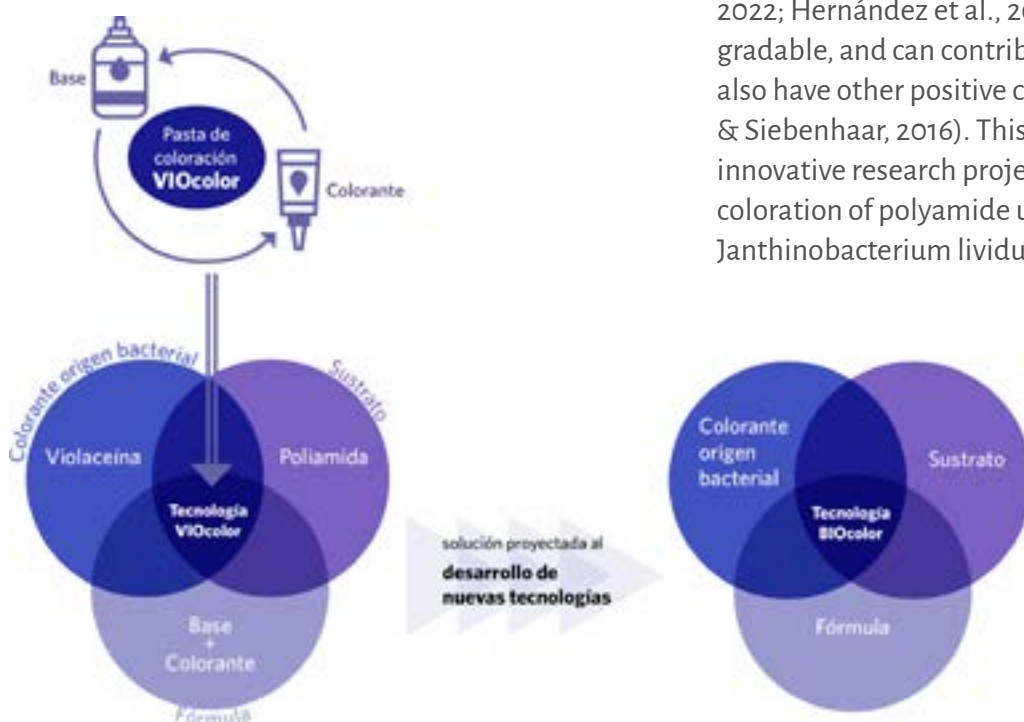 2022; Hernández et al., 20
gradable, and can contrib
also have other positive c
& Siebenhaar, 2016). This
innovative research proje
coloration of polyamide u
Janthinobacterium lividu
Base
Pasta de
coloración
VIOcolor
Colorante
Colorante origen bacterial
Sustrato
Violaceína
Poliamida
Tecnología
VIOcolor
Base
+
Colorante
Fórmula
solución proyectada al
desarrollo de
nuevas tecnologías
Colorante
origen
bacterial
Sustrato
Tecnología
BIOcolor
Fórmula